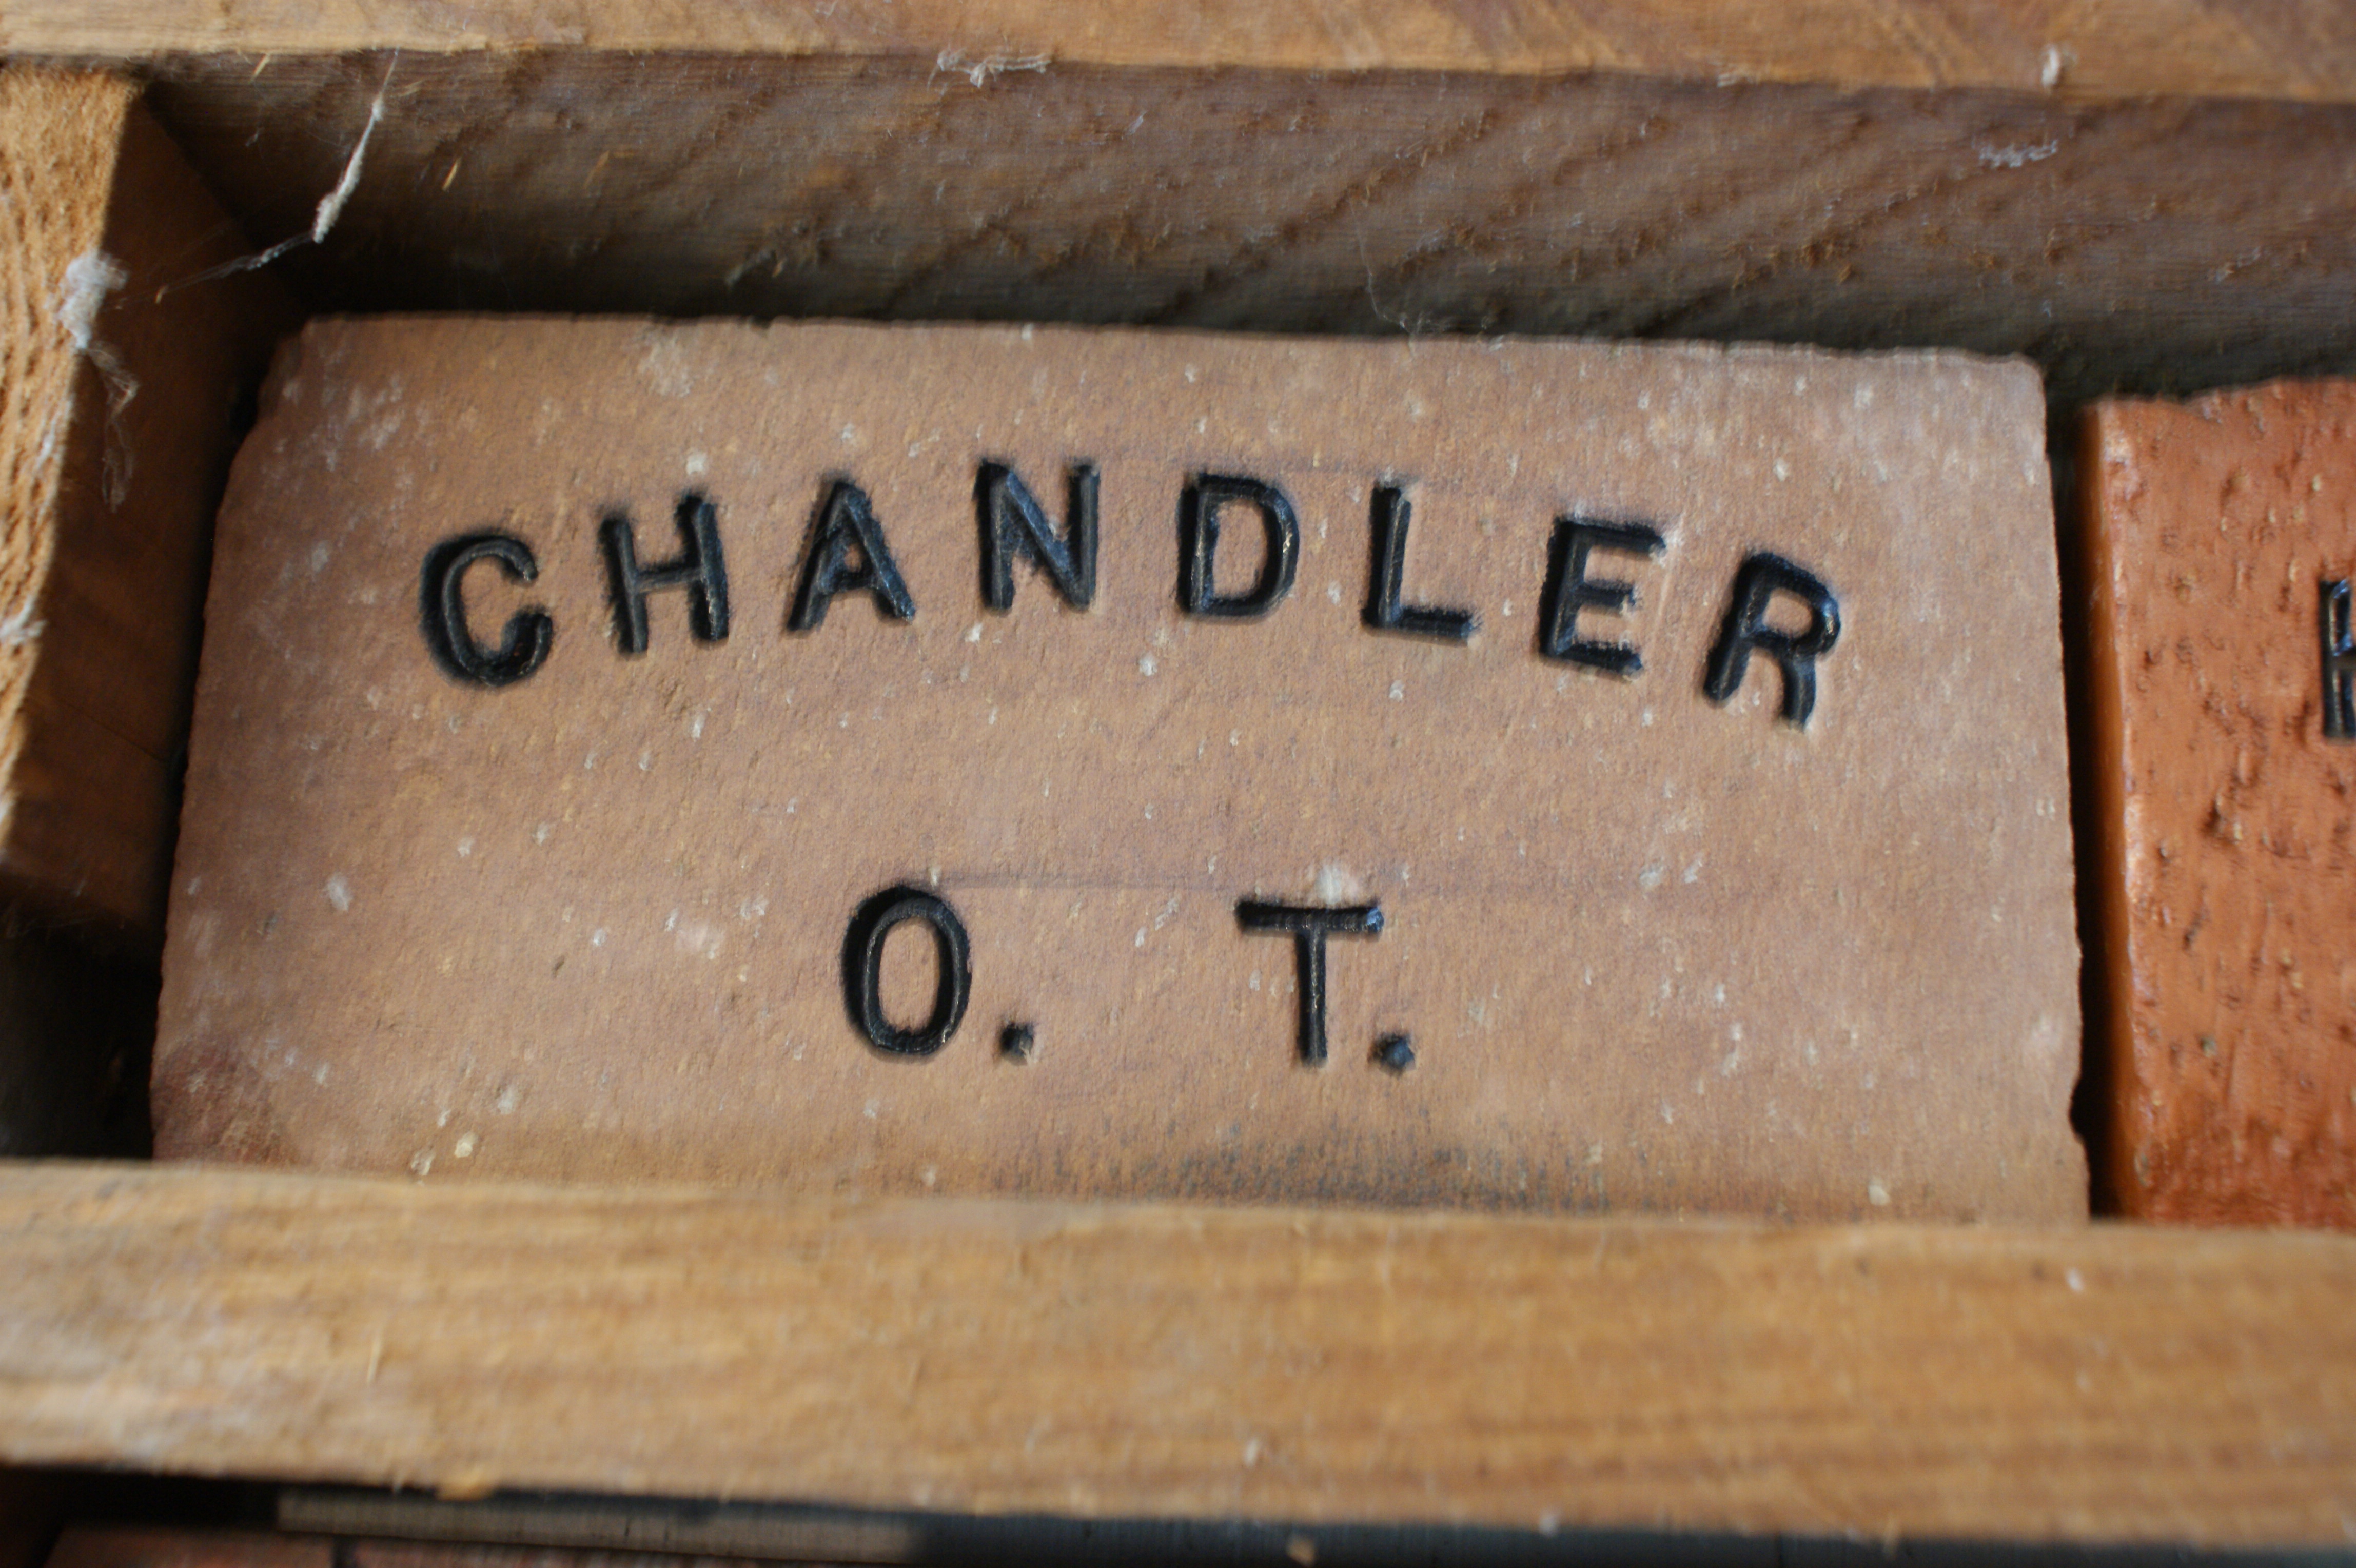 CHANDLER
O. T.